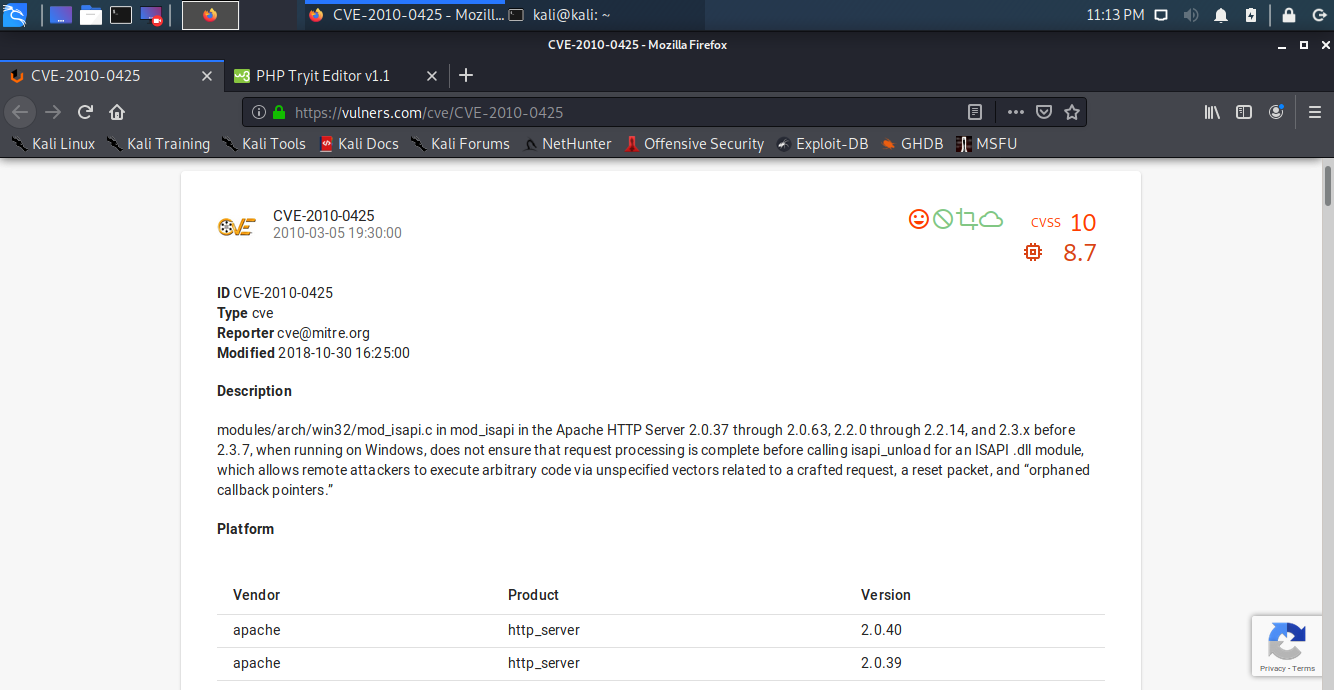 CVE-2010-0425 - Mozill...
kali@kali: ~
11:13 PM
CVE-2010-0425 - Mozilla Firefox
CVE-2010-0425
PHP Tryit Editor v1.1
https://vulners.com/cve/CVE-2010-0425
Kali Linux Kali Training Kali Tools Kali Docs Kali Forums NetHunter Offensive Security Exploit-DB GHDB MSFU
CVE
CVE-2010-0425
2010-03-05 19:30:00
CVSS 10
8.7
ID CVE-2010-0425
Type cve
Reporter cve@mitre.org
Modified 2018-10-30 16:25:00
Description
modules/arch/win32/mod_isapi.c in mod_isapi in the Apache HTTP Server 2.0.37 through 2.0.63, 2.2.0 through 2.2.14, and 2.3.x before
2.3.7, when running on Windows, does not ensure that request processing is complete before calling isapi_unload for an ISAPI .dll module,
which allows remote attackers to execute arbitrary code via unspecified vectors related to a crafted request, a reset packet, and “orphaned
callback pointers.”
Platform
Vendor Product Version
apache http_server 2.0.40
apache http_server 2.0.39
Privacy - Terms